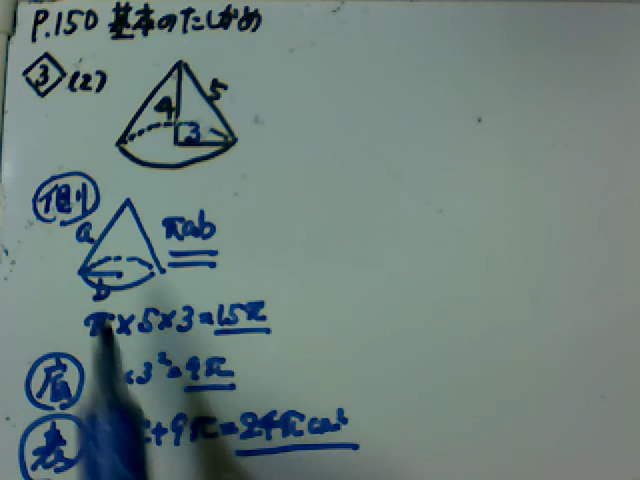 P.150 基本のたしかめ
3 (2)
4 5
3
側
a πab
b
π×5×3=15π
底 ×3²=9π
表 +9π=24πcm²